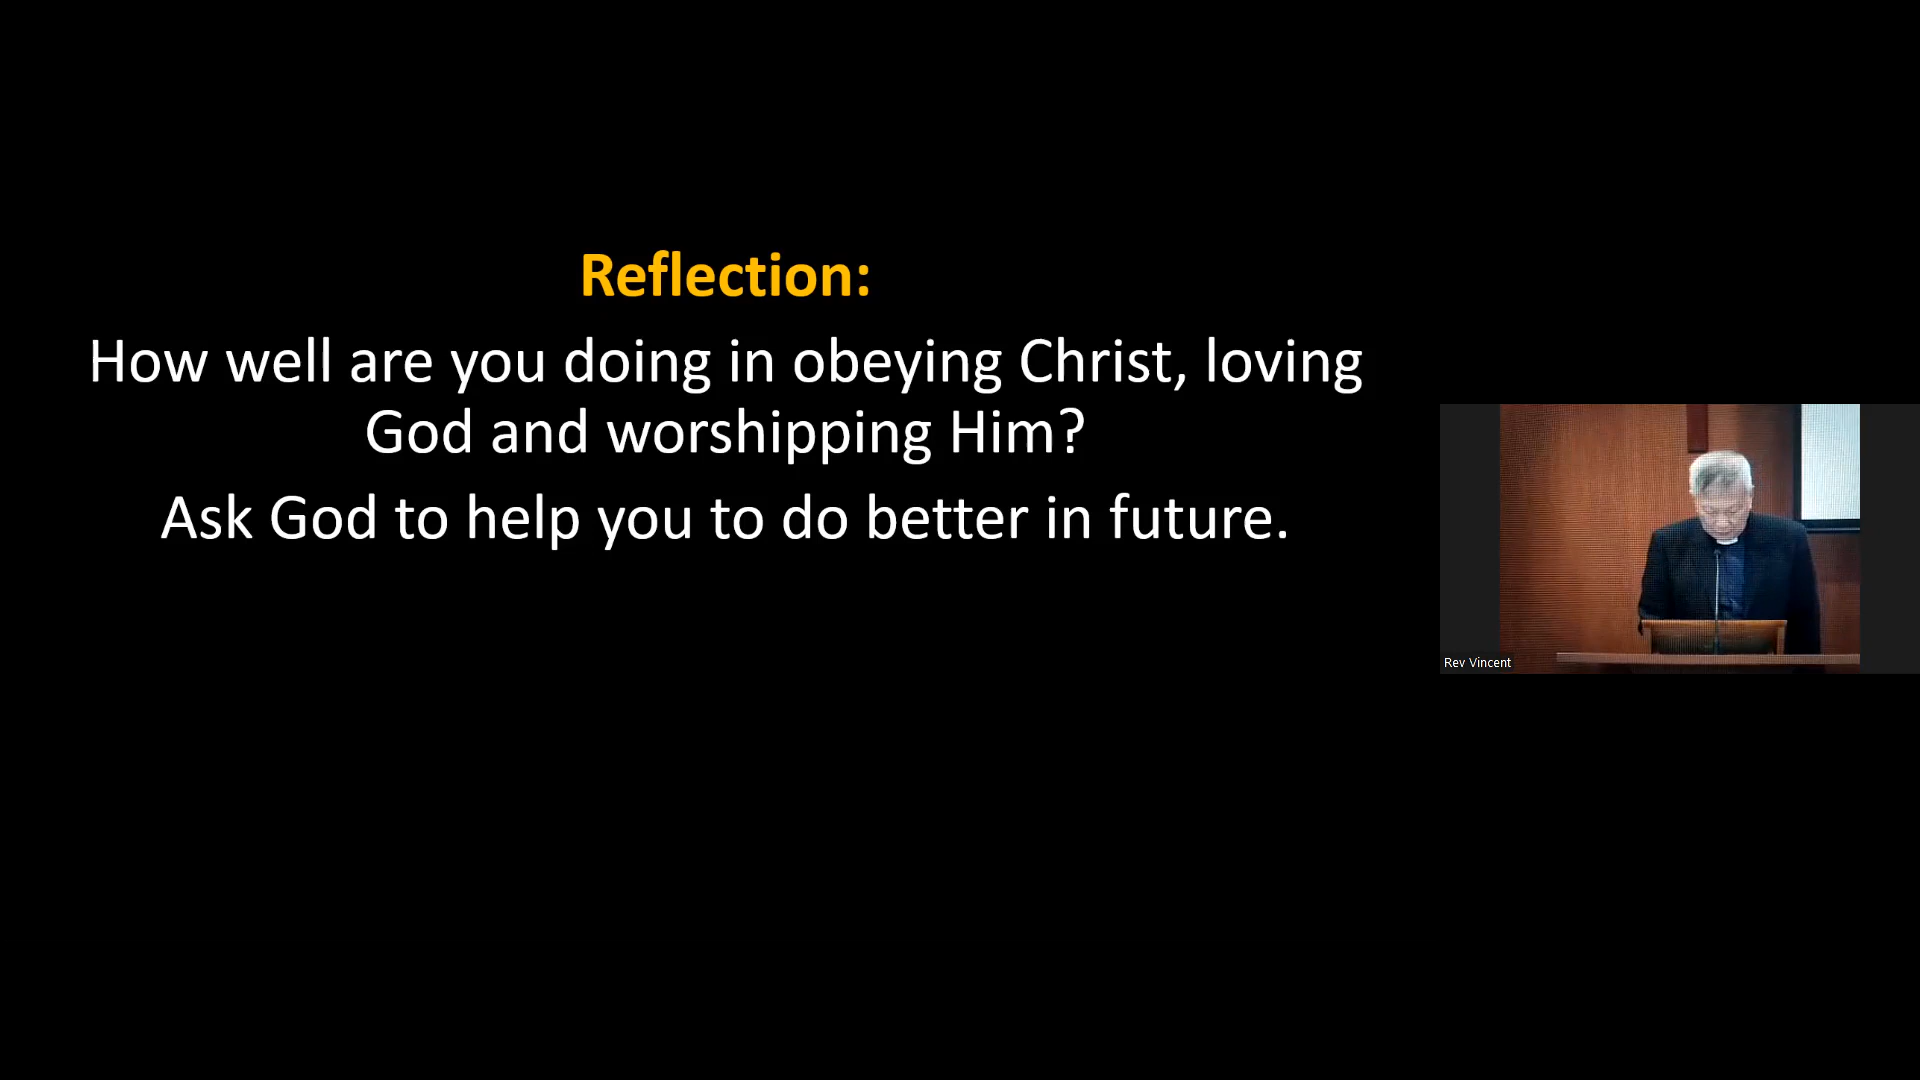 Reflection:
How well are you doing in obeying Christ, loving
God and worshipping Him?
Ask God to help you to do better in future.
Rev Vincent